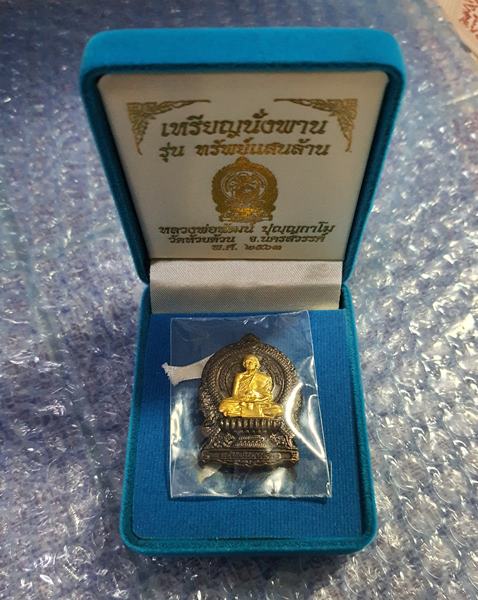 เหรียญนั่งพาน
รุ่น ทรัพย์แสนล้าน
หลวงพ่อพัฒน์ ปุญฺญกาโม
วัดห้วยด้วน จ.นครสวรรค์
พ.ศ. ๒๕๖๓